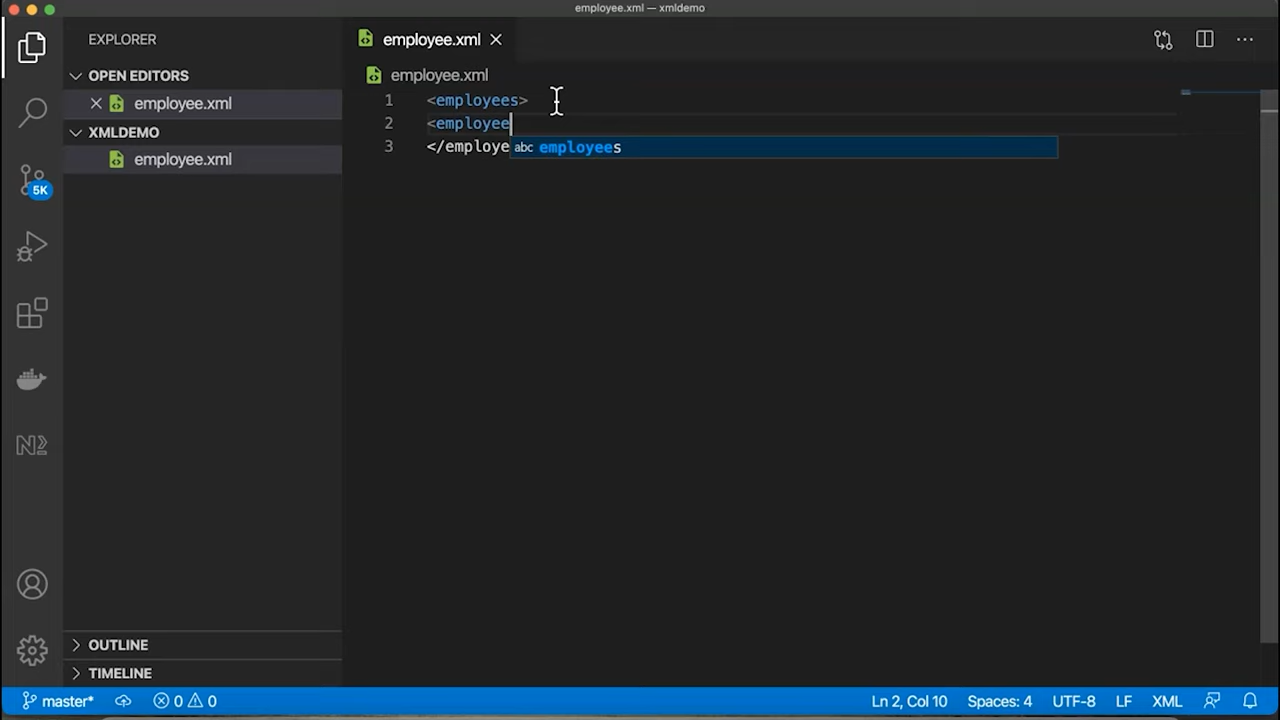 employee.xml — xmldemo
EXPLORER
OPEN EDITORS
employee.xml
XMLDEMO
employee.xml
5K
N2
OUTLINE
TIMELINE
employee.xml
employee.xml
1 <employees>
2 <employee
3 </employe
abc employees
master*
0 0
Ln 2, Col 10
Spaces: 4
UTF-8
LF
XML